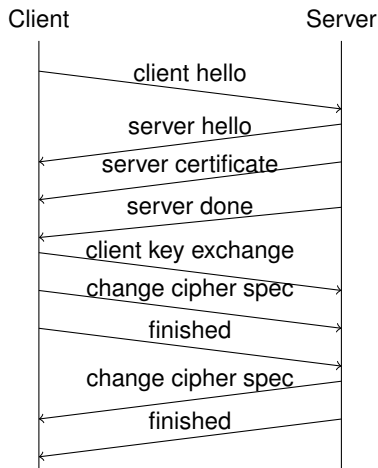 Client Server
client hello
server hello
server certificate
server done
client key exchange
change cipher spec
finished
change cipher spec
finished